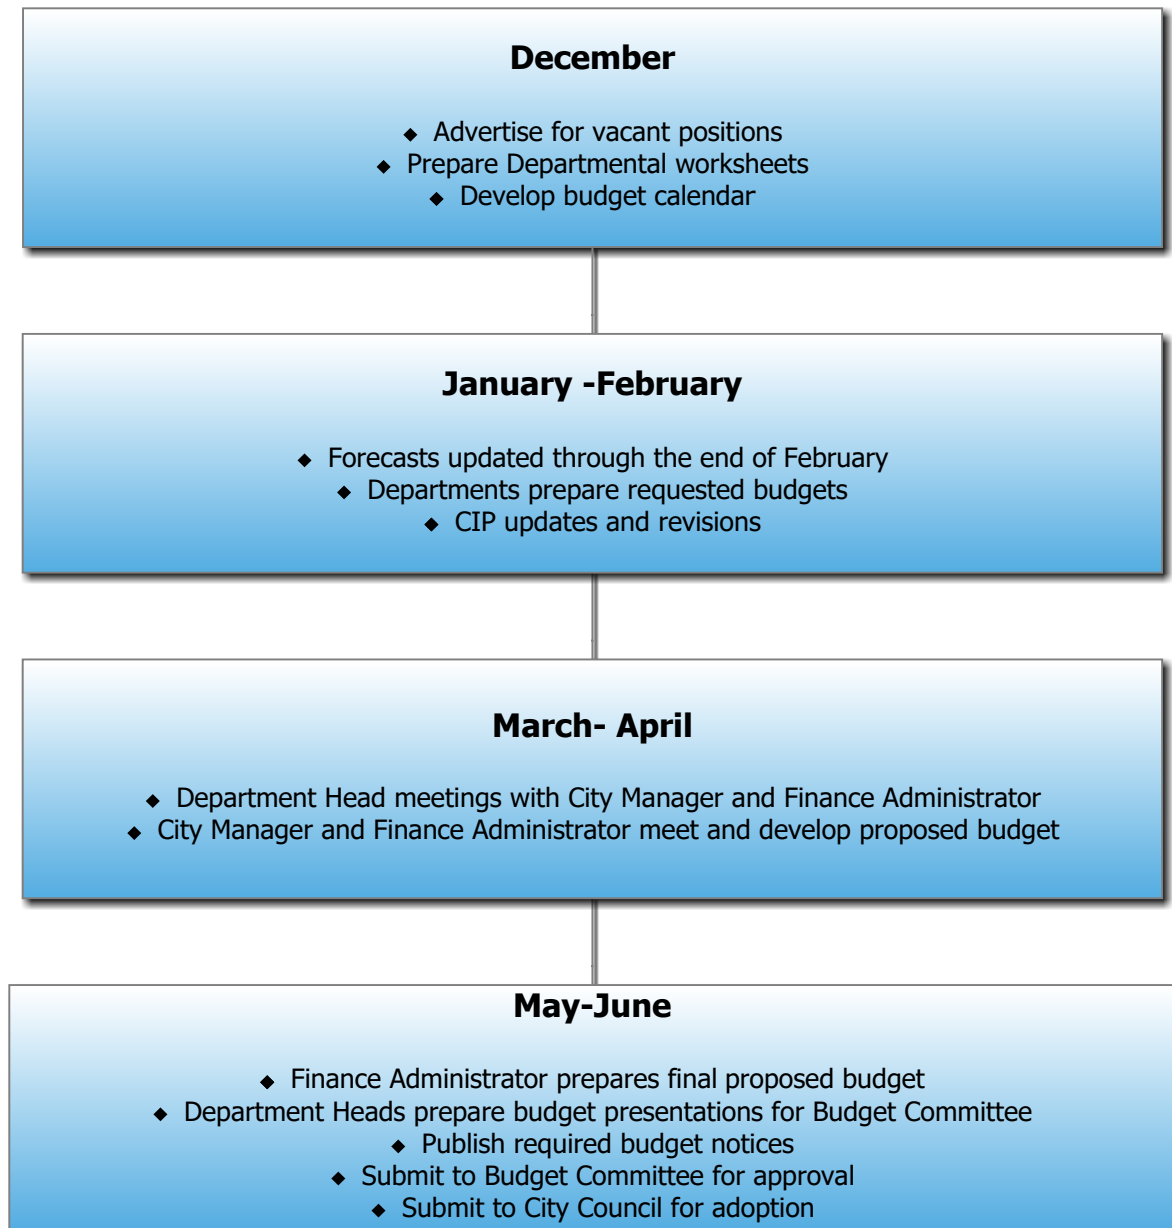 December
◆ Advertise for vacant positions
◆ Prepare Departmental worksheets
◆ Develop budget calendar
January -February
◆ Forecasts updated through the end of February
◆ Departments prepare requested budgets
◆ CIP updates and revisions
March- April
◆ Department Head meetings with City Manager and Finance Administrator
◆ City Manager and Finance Administrator meet and develop proposed budget
May-June
◆ Finance Administrator prepares final proposed budget
◆ Department Heads prepare budget presentations for Budget Committee
◆ Publish required budget notices
◆ Submit to Budget Committee for approval
◆ Submit to City Council for adoption